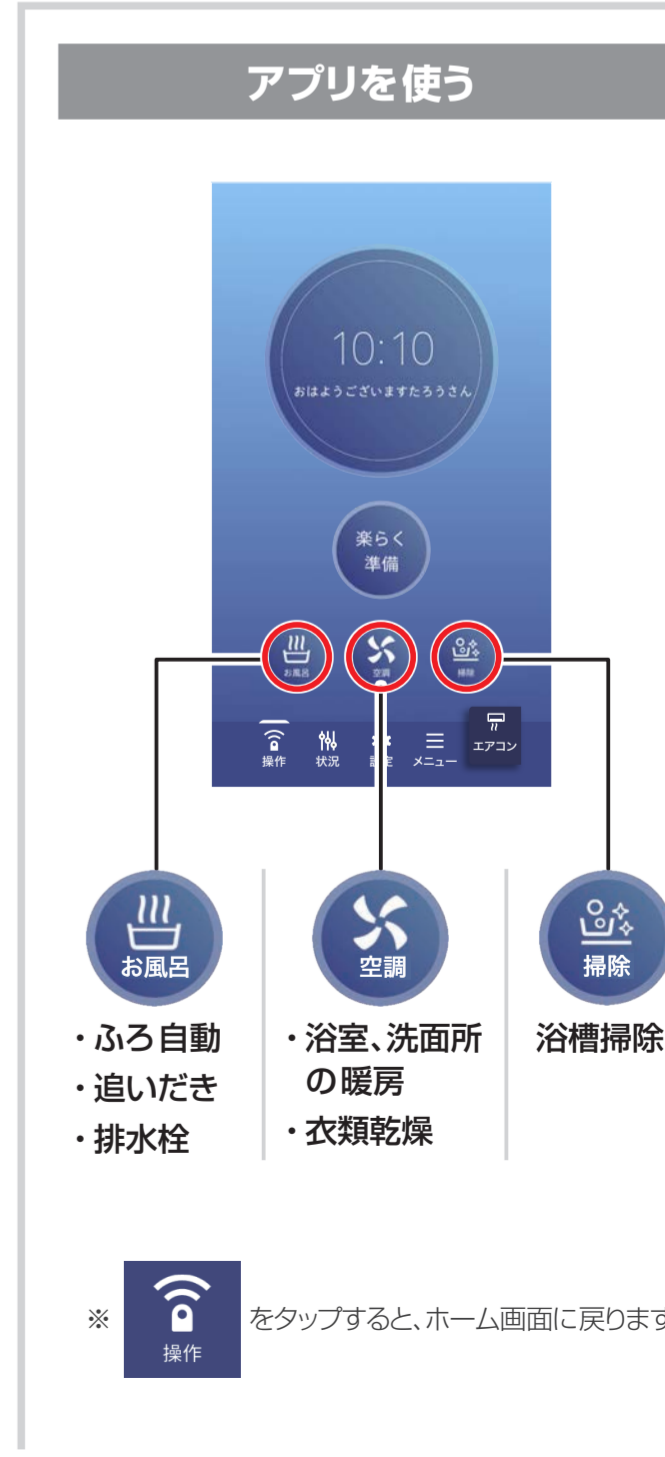 アプリを使う
10:10
おはようございますたろうさん
楽らく
準備
お風呂
空調
掃除
操作
状況
設定
メニュー
エアコン
お風呂
・ふろ自動
・追いだき
・排水栓
空調
・浴室、洗面所
の暖房
・衣類乾燥
掃除
浴槽掃除
※
操作
をタップすると、ホーム画面に戻ります